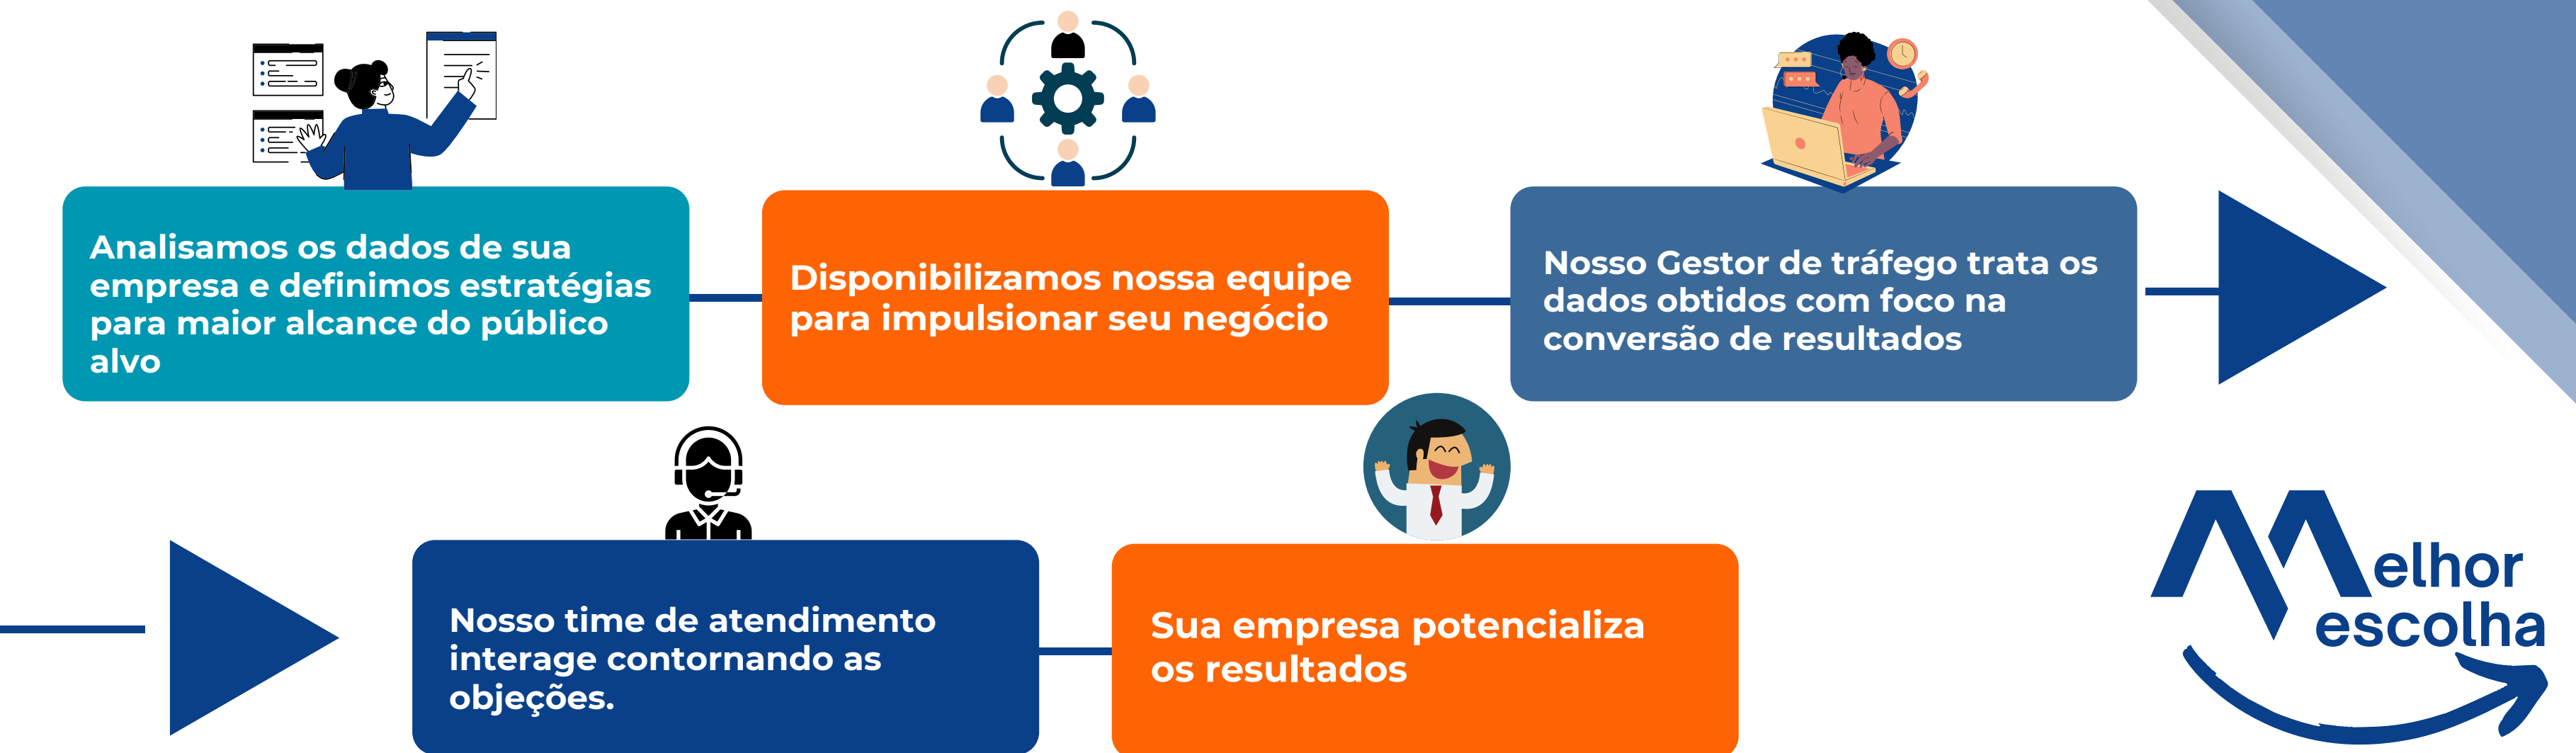 Analisamos os dados de sua
empresa e definimos estratégias
para maior alcance do público
alvo
Disponibilizamos nossa equipe
para impulsionar seu negócio
Nosso Gestor de tráfego trata os
dados obtidos com foco na
conversão de resultados
Nosso time de atendimento
interage contornando as
objeções.
Sua empresa potencializa
os resultados
Melhor
escolha